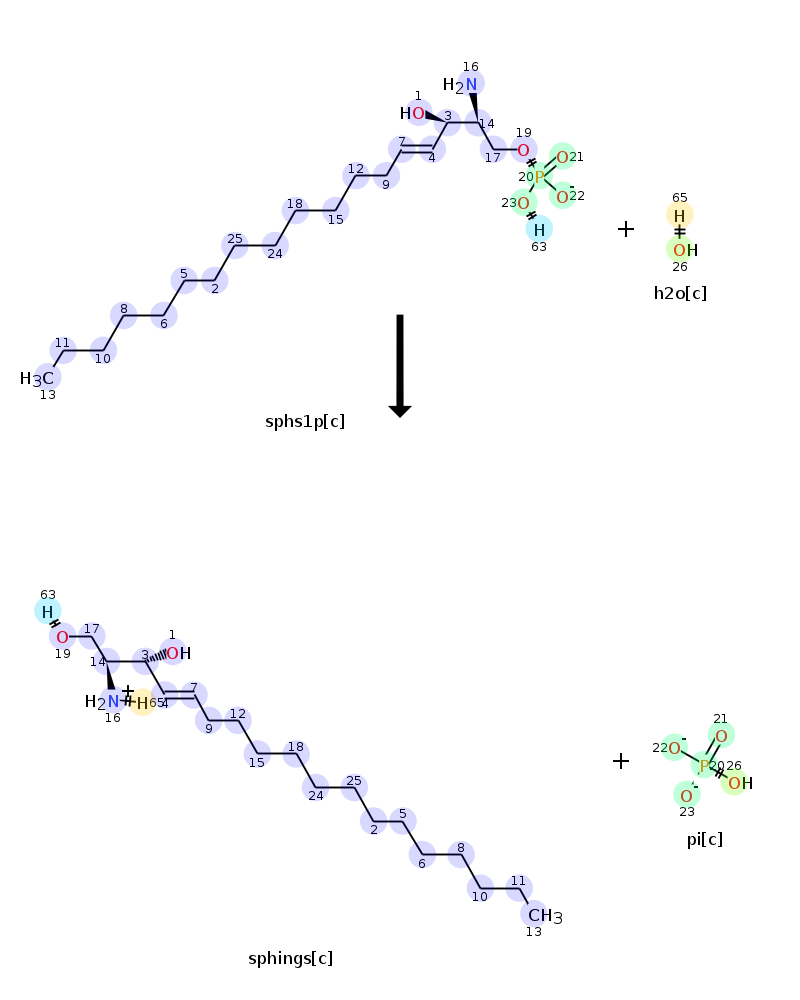 16
H2N
1
HO
3
14
19
7
O
O21
4
17
12
20P
9
O-22
23O
18
65
H
H
15
63
25
OH
24
26
5
+
h2o[c]
2
8
6
11
10
H3C
13
sphs1p[c]
63
H
17
1
O
3
OH
19
14
21
7
H2N
+
H65
4
O
22O-
16
9
12
P20
26
15
18
+
OH
24
25
O-
23
2
5
pi[c]
6
8
10
11
CH3
13
sphings[c]